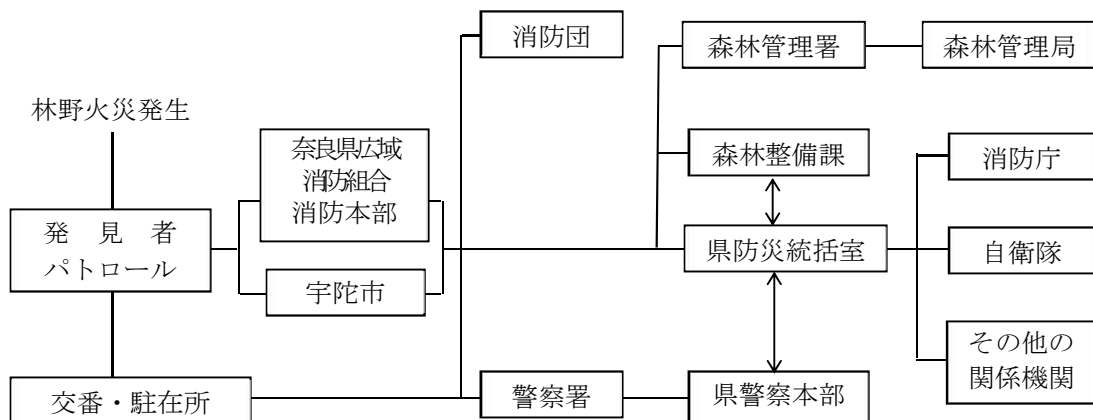 消防団
森林管理署
森林管理局
林野火災発生
奈良県広域
消防組合
消防本部
森林整備課
消防庁
発　見　者
パトロール
県防災統括室
自衛隊
宇陀市
その他の
関係機関
交番・駐在所
警察署
県警察本部